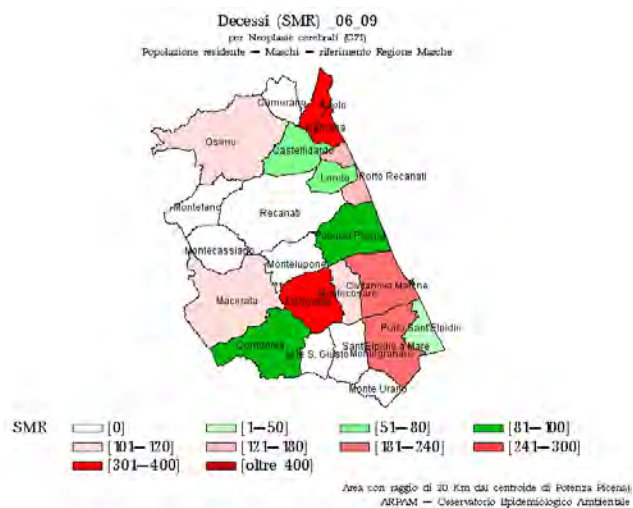 Decessi (SMR) _06_09
per Neoplasie cerebrali (C71)
Popolazione residente — Maschi — riferimento Regione Marche
Camerano
Numana
Osimo
Castelfidardo
Loreto
Porto Recanati
Montefano
Recanati
Potenza Picena
Montecassiano
Montelupone
Civitanova Marche
Macerata
Montecosaro
Porto Sant'Elpidio
Corridonia
Sant'Elpidio a Mare
S. Giusto
Montegranaro
Monte Urano
SMR
[0]
[1—50]
[51—80]
[81—100]
[101—120]
[121—180]
[181—240]
[241—300]
[301—400]
[oltre 400]
Area con raggio di 20 Km dal centroide di Potenza Picena)
ARPAM — Osservatorio Epidemiologico Ambientale